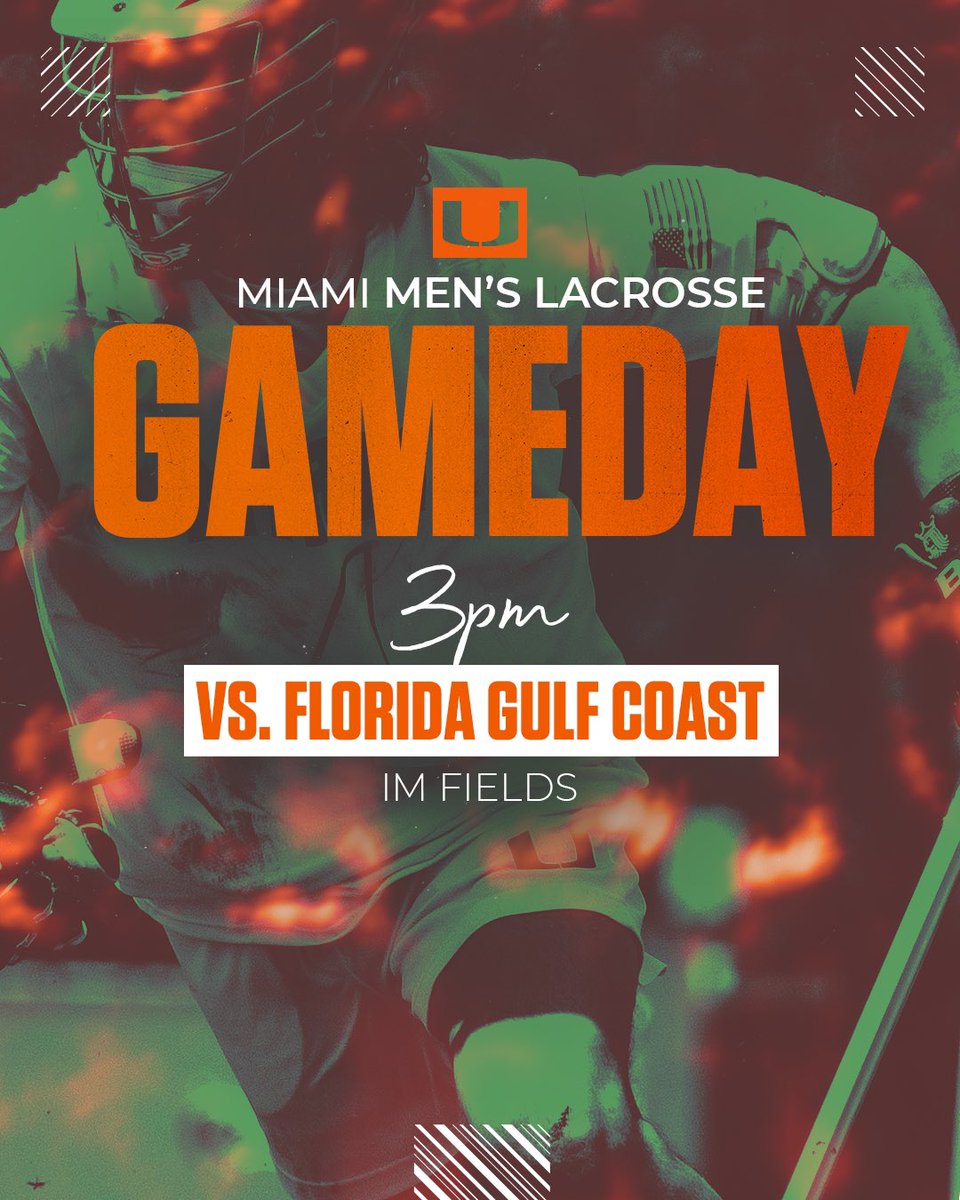 U
MIAMI MEN'S LACROSSE
GAMEDAY
3pm
VS. FLORIDA GULF COAST
IM FIELDS
U